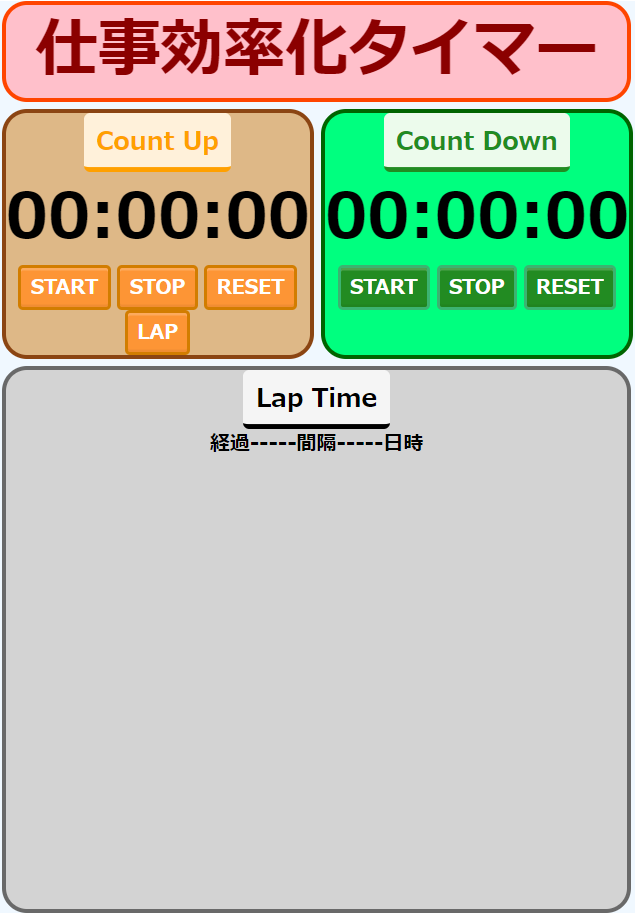 仕事効率化タイマー
Count Up
00:00:00
START STOP RESET
LAP
Count Down
00:00:00
START STOP RESET
Lap Time
経過-----間隔-----日時